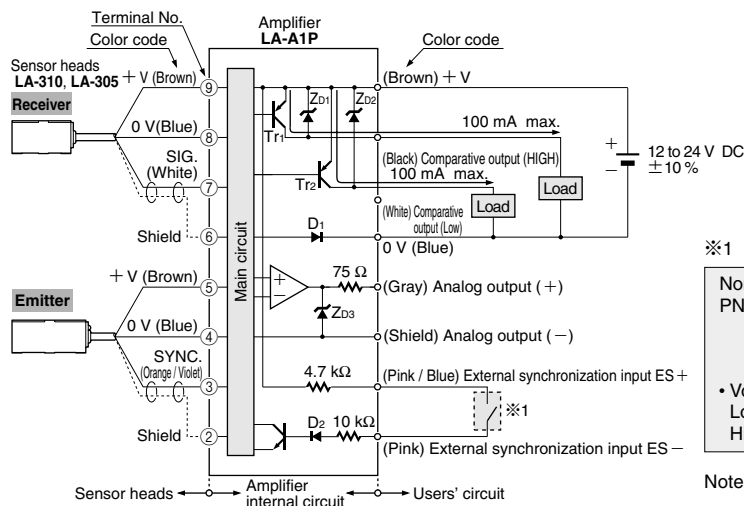 Terminal No.
Color code
Amplifier
LA-A1P
Color code
Sensor heads
LA-310, LA-305
+ V (Brown)
9
(Brown) + V
Receiver
ZD1
ZD2
0 V (Blue)
8
Tr1
100 mA max.
+
−
12 to 24 V DC
±10 %
SIG.
(White)
7
Tr2
(Black) Comparative output (HIGH)
100 mA max.
Load
Load
(White) Comparative
output (Low)
Shield
6
D1
0 V (Blue)
Main circuit
※1
+ V (Brown)
5
+
−
75 Ω
(Gray) Analog output (+)
Emitter
ZD3
0 V (Blue)
4
(Shield) Analog output (−)
SYNC.
(Orange / Violet)
3
4.7 kΩ
(Pink / Blue) External synchronization input ES +
※1
Shield
2
D2
10 kΩ
(Pink) External synchronization input ES −
Sensor heads
Amplifier
internal circuit
Users' circuit
PN
Note